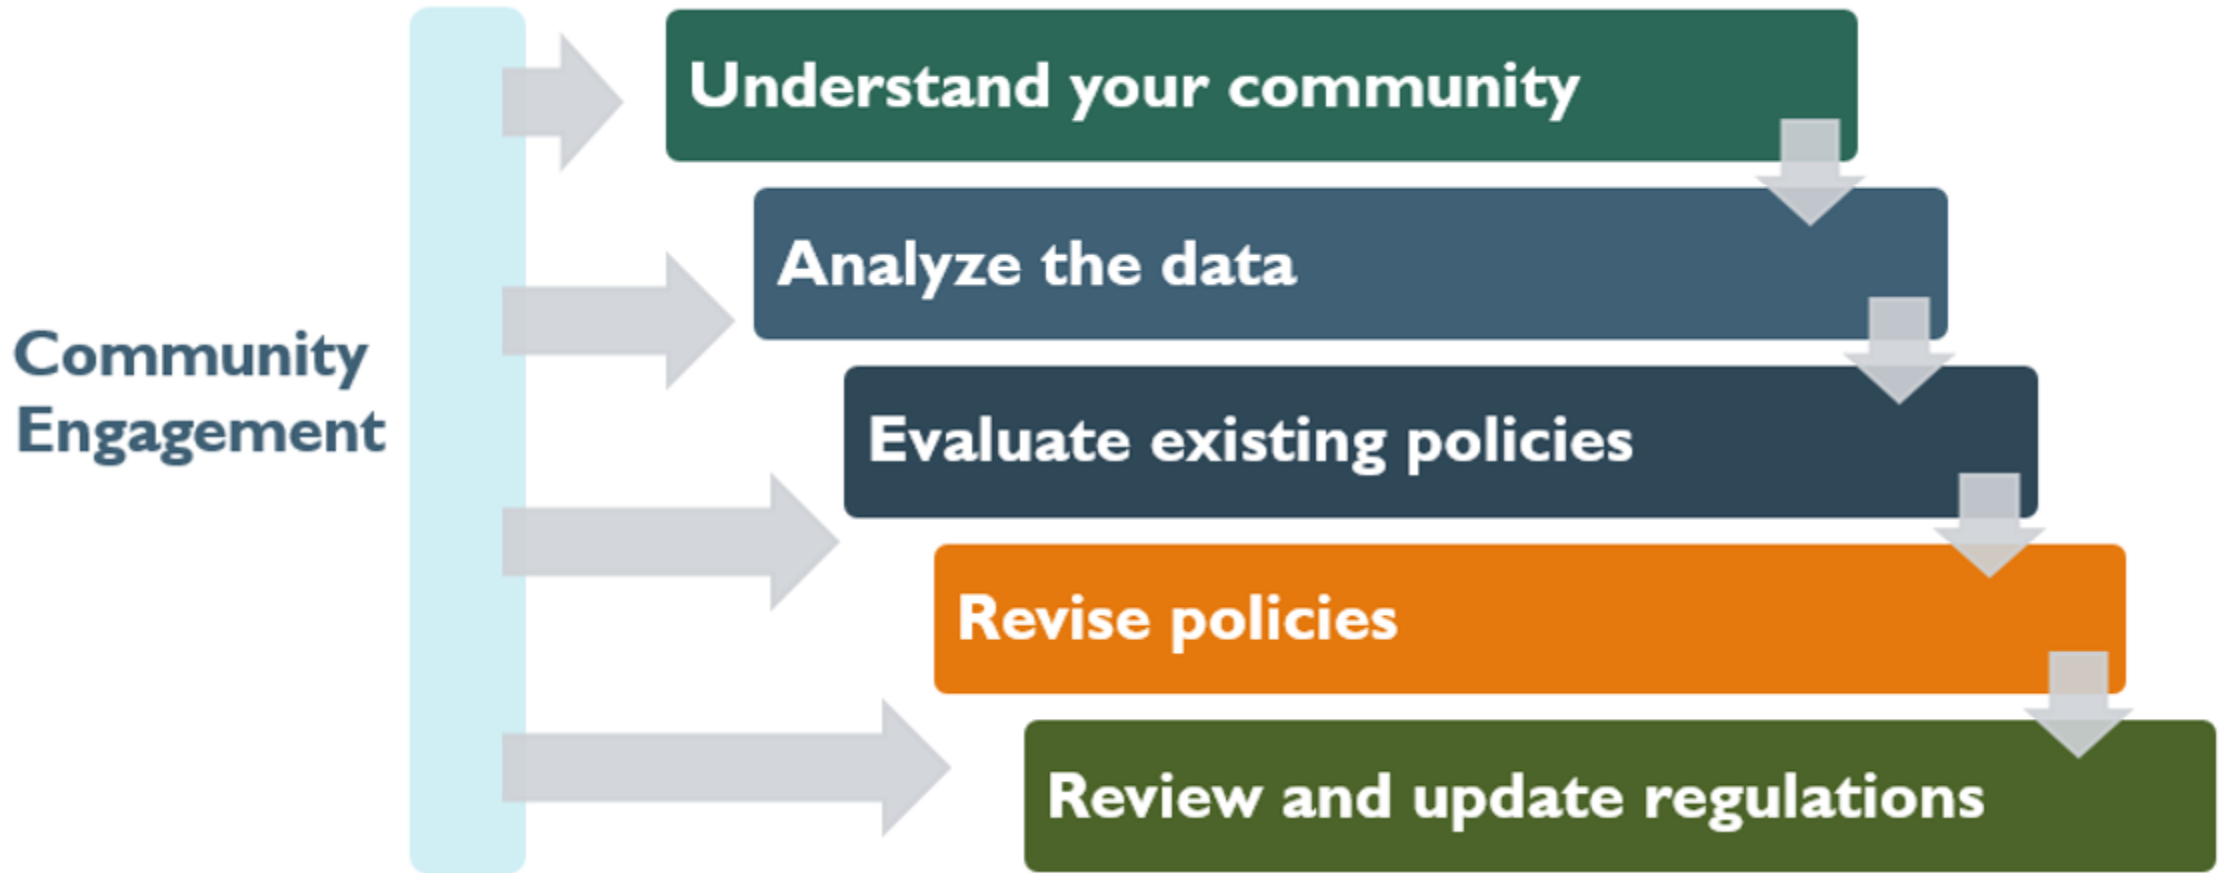 Understand your community
Analyze the data
Community
Engagement
Evaluate existing policies
Revise policies
Review and update regulations